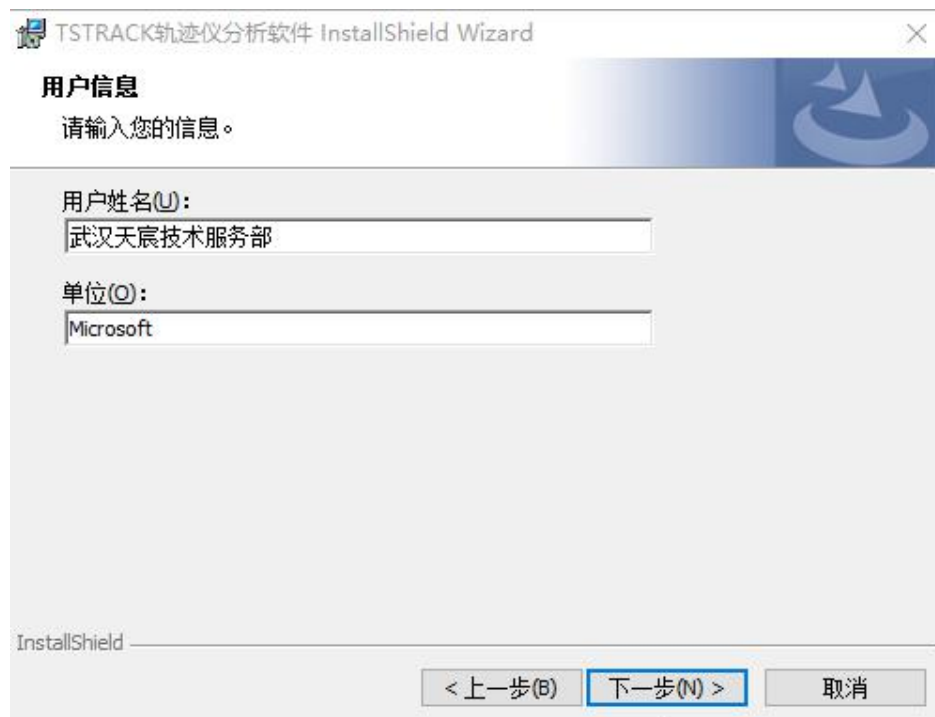 TSTRACK轨迹仪分析软件 InstallShield Wizard
用户信息
请输入您的信息。
用户姓名(U)：
武汉天宸技术服务部
单位(O)：
Microsoft
InstallShield
< 上一步(B)
下一步(N) >
取消